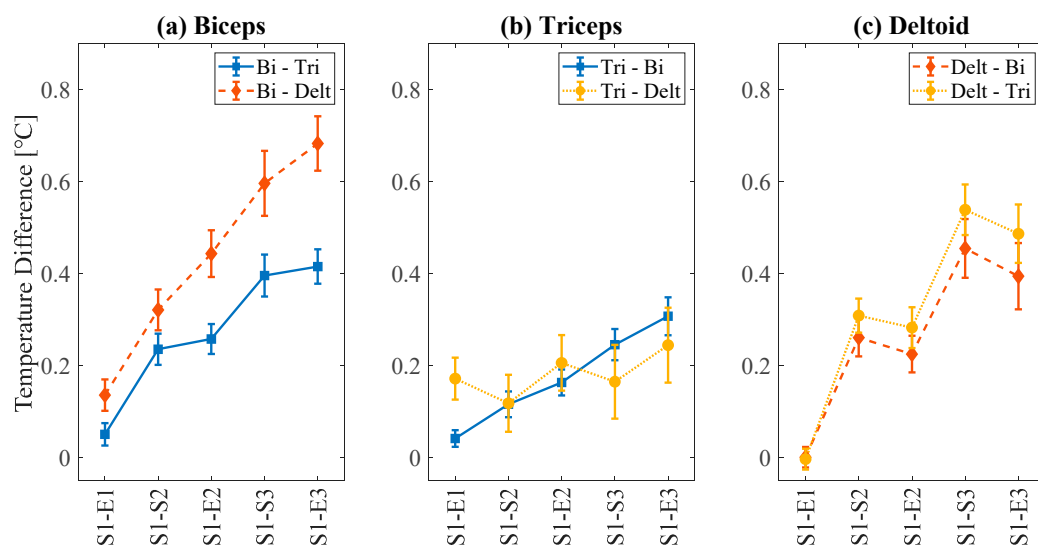 (a) Biceps
(b) Triceps
(c) Deltoid
Temperature Difference [°C]
0.8
0.6
0.4
0.2
0
Bi - Tri
Bi - Delt
S1-E1
S1-S2
S1-E2
S1-S3
S1-E3
0.8
0.6
0.4
0.2
0
Tri - Bi
Tri - Delt
S1-E1
S1-S2
S1-E2
S1-S3
S1-E3
0.8
0.6
0.4
0.2
0
Delt - Bi
Delt - Tri
S1-E1
S1-S2
S1-E2
S1-S3
S1-E3